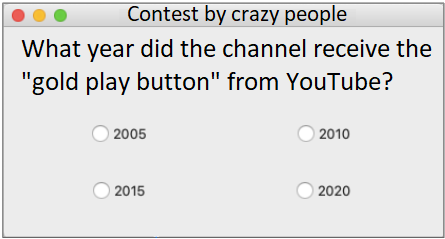 Contest by crazy people
What year did the channel receive the
"gold play button" from YouTube?
2005 2010
2015 2020